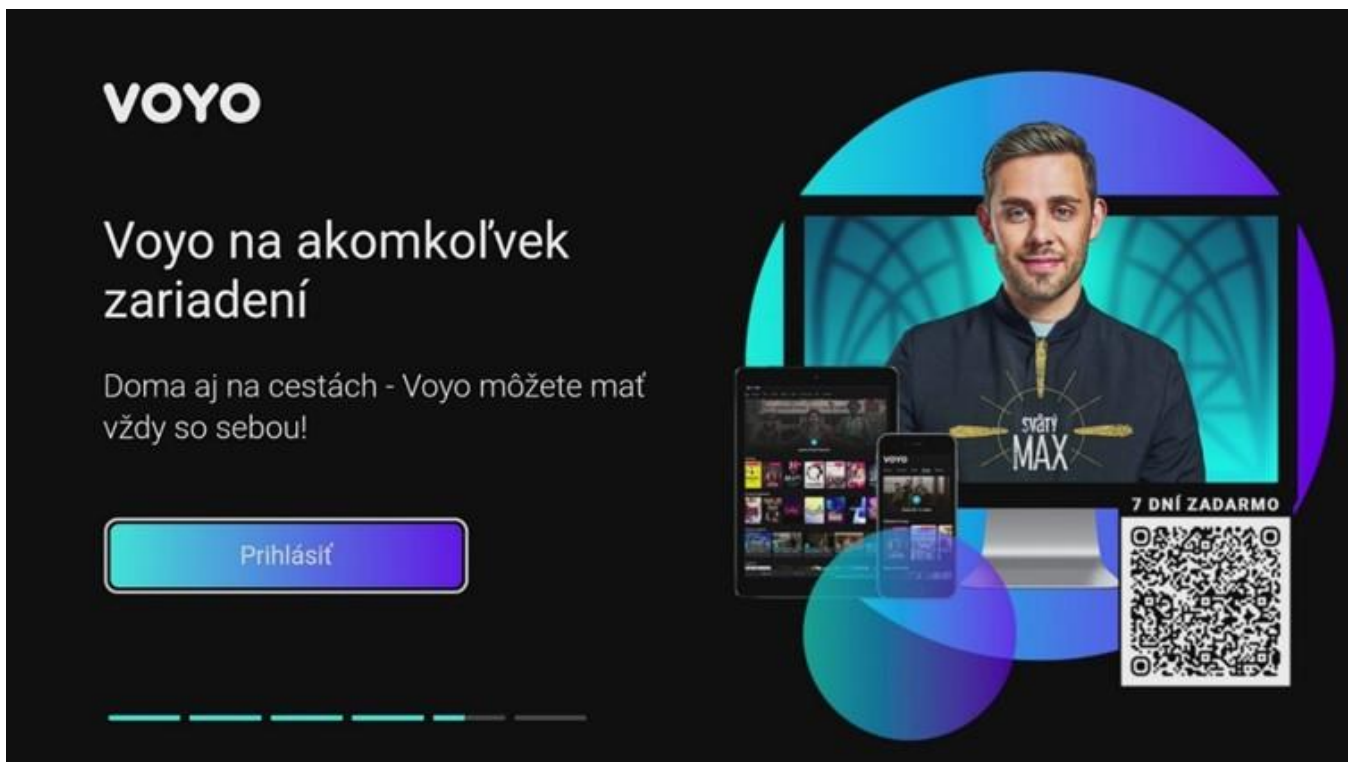 VOYO
Voyo na akomkoľvek
zariadení
Doma aj na cestách - Voyo môžete mať
vždy so sebou!
Prihlásiť
svätý
MAX
VOYO
7 DNÍ ZADARMO